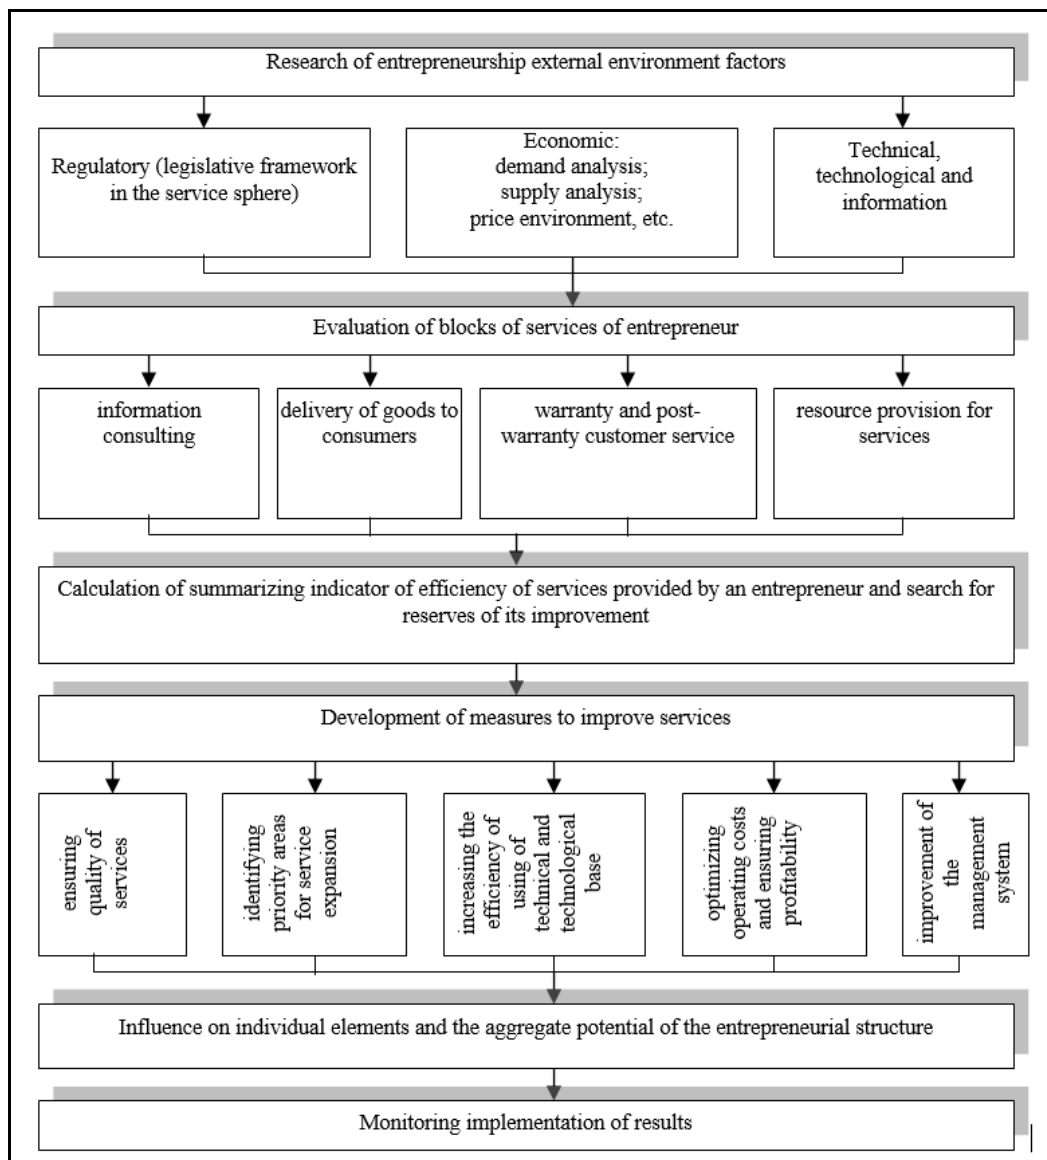 Research of entrepreneurship external environment factors
Regulatory (legislative framework
in the service sphere)
Economic:
demand analysis;
supply analysis;
price environment, etc.
Technical,
technological and
information
Evaluation of blocks of services of entrepreneur
information
consulting
delivery of goods to
consumers
warranty and post-
warranty customer service
resource provision for
services
Calculation of summarizing indicator of efficiency of services provided by an entrepreneur and search for
reserves of its improvement
Development of measures to improve services
ensuring
quality of
services
identifying
priority areas
for service
expansion
increasing the
efficiency of
using of
technical and
technological
base
optimizing
operating costs
and ensuring
profitability
improvement of
the
management
system
Influence on individual elements and the aggregate potential of the entrepreneurial structure
Monitoring implementation of results